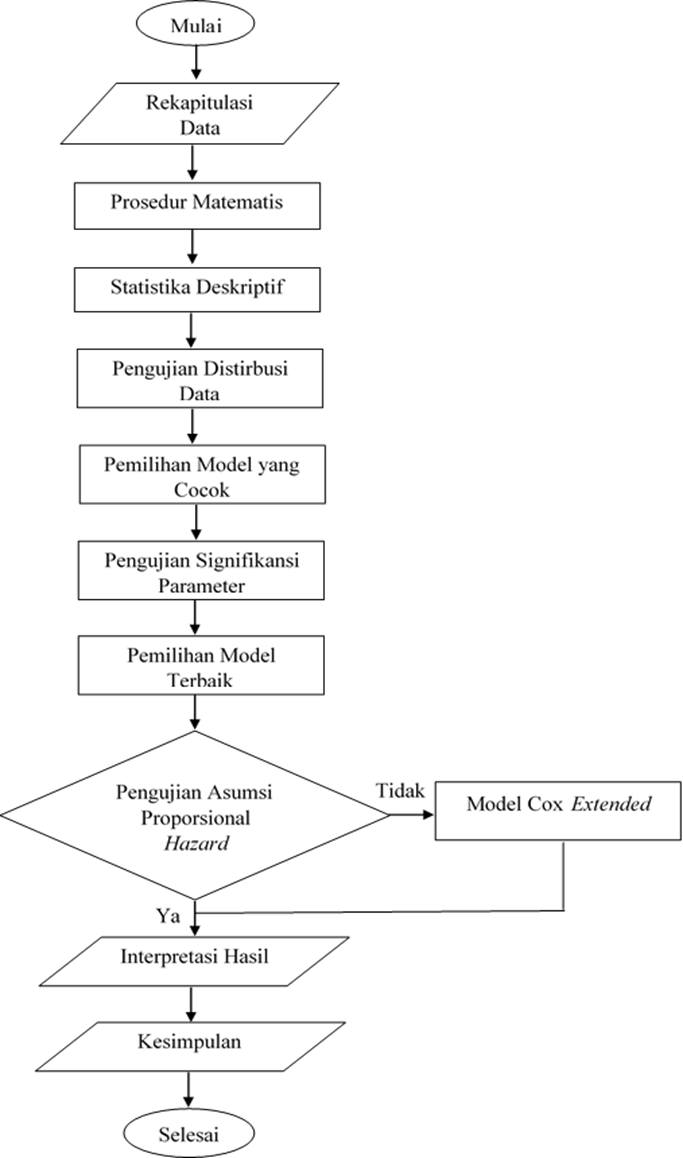 Mulai
Rekapitulasi
Data
Prosedur Matematis
Statistika Deskriptif
Pengujian Distirbusi
Data
Pemilihan Model yang
Cocok
Pengujian Signifikansi
Parameter
Pemilihan Model
Terbaik
Pengujian Asumsi
Proporsional
Hazard
Tidak
Model Cox Extended
Ya
Interpretasi Hasil
Kesimpulan
Selesai